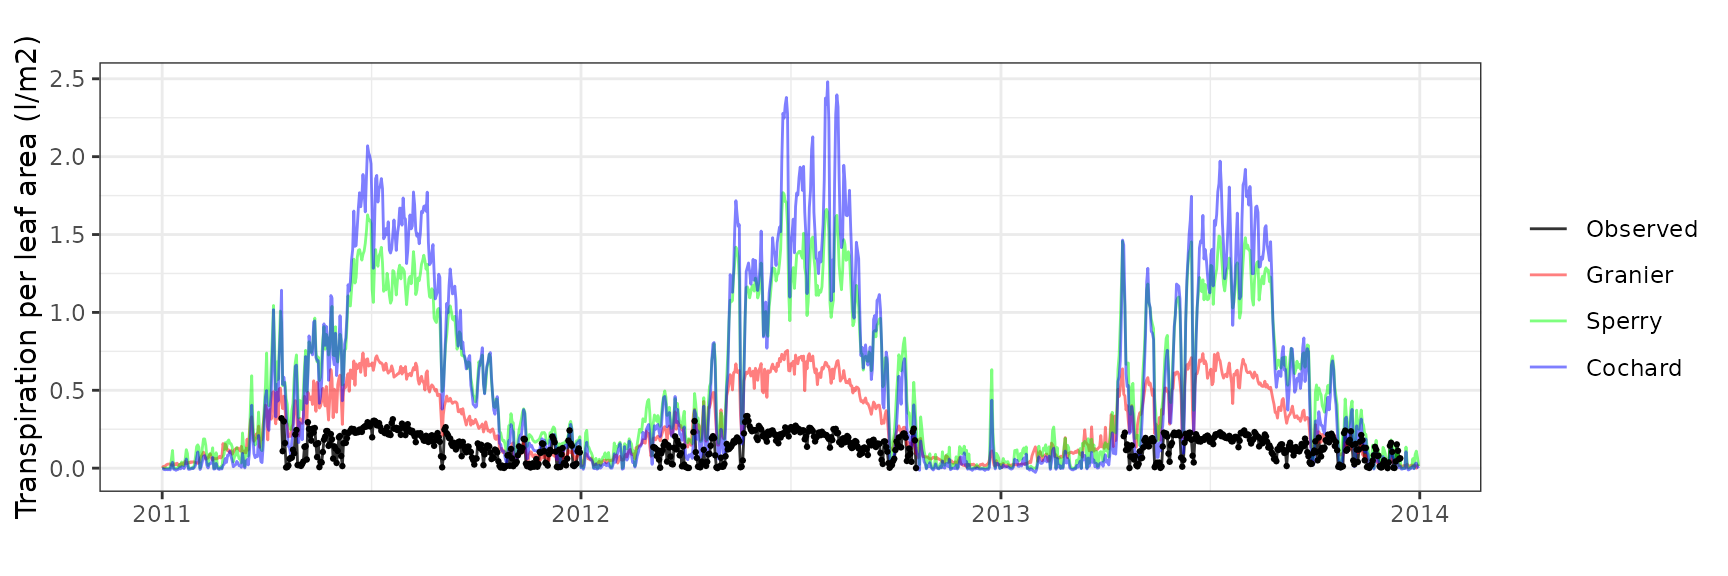 Transpiration per leaf area (l/m2)
2.5
2.0
1.5
1.0
0.5
0.0
2011
2012
2013
2014
Observed
Granier
Sperry
Cochard